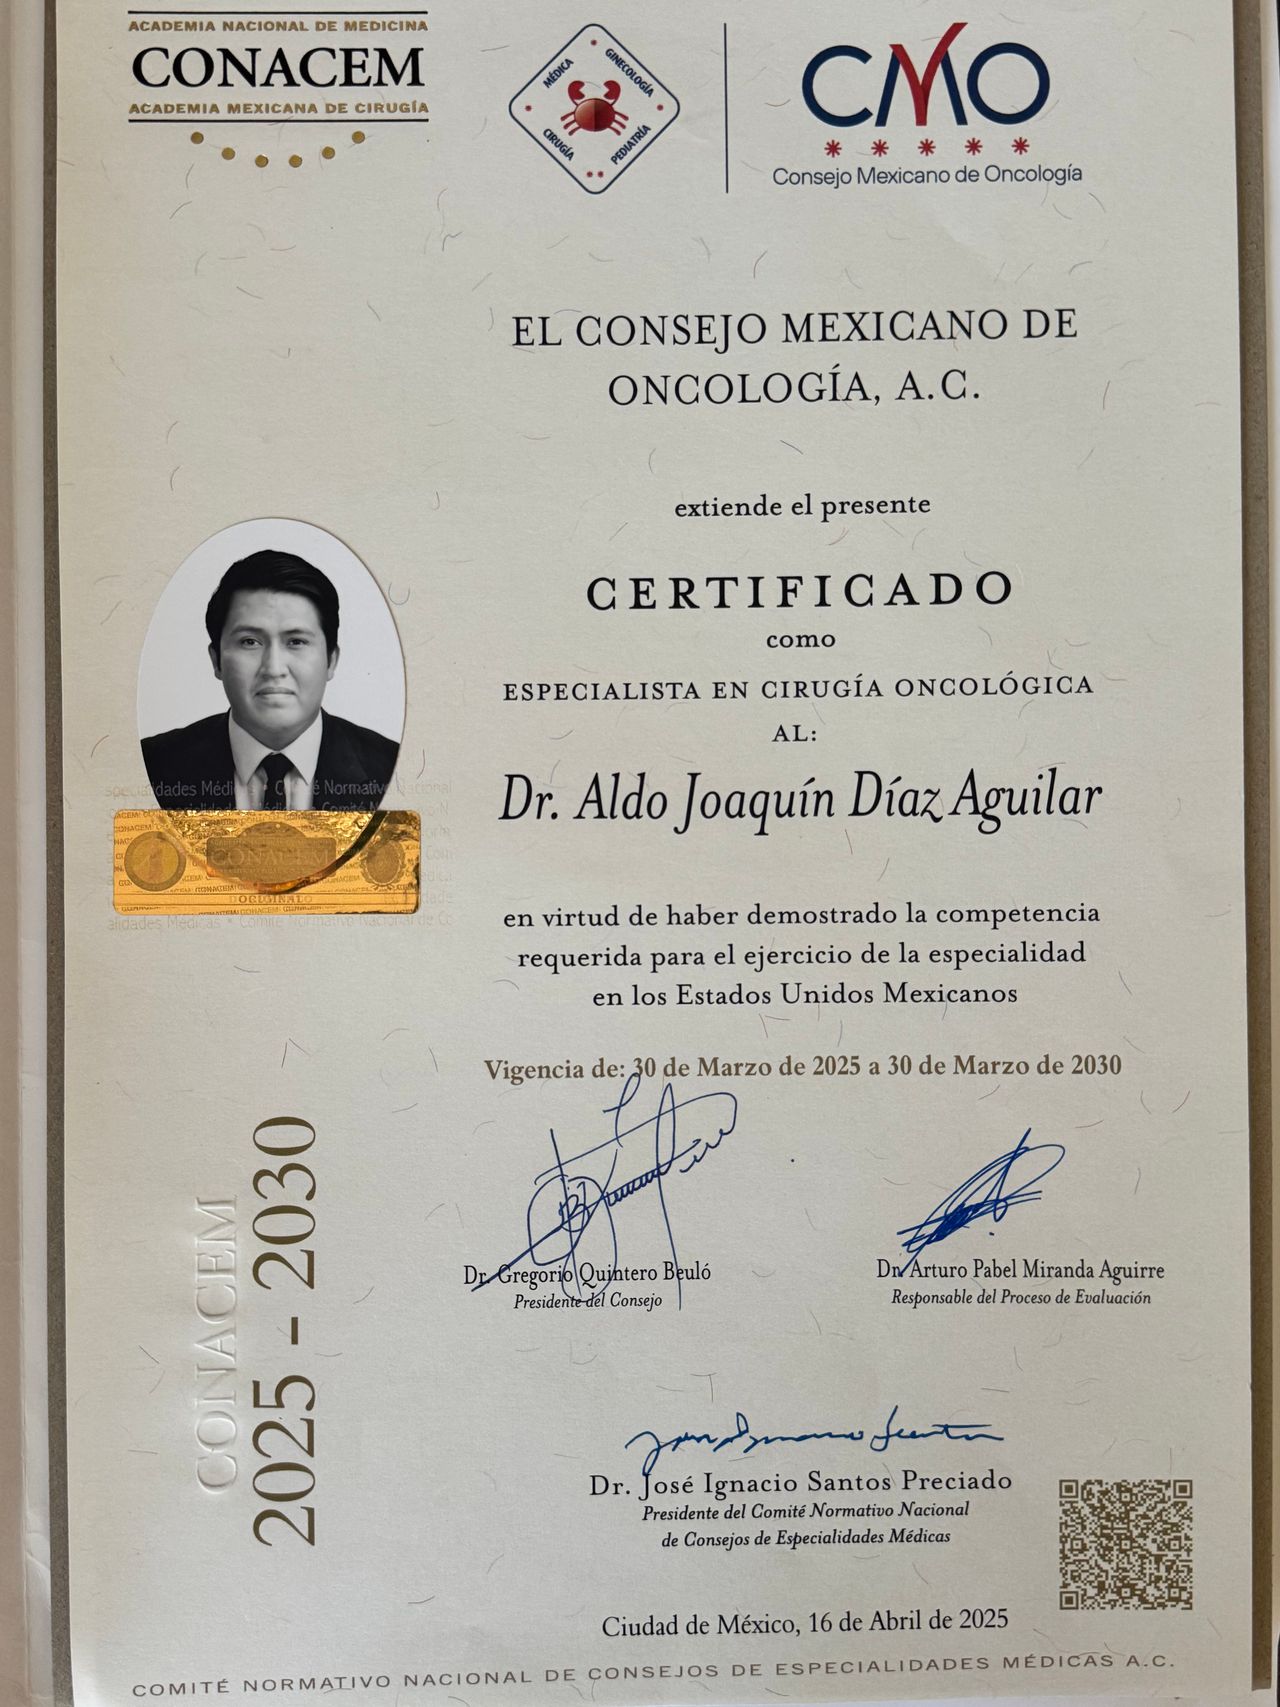 ACADEMIA NACIONAL DE MEDICINA
CONACEM
ACADEMIA MEXICANA DE CIRUGÍA
MÉDICA
GINECOLOGÍA
CIRUGÍA
PEDIATRÍA
CMO
Consejo Mexicano de Oncología
EL CONSEJO MEXICANO DE
ONCOLOGÍA, A.C.
extiende el presente
CERTIFICADO
como
ESPECIALISTA EN CIRUGÍA ONCOLÓGICA
AL:
Dr. Aldo Joaquín Díaz Aguilar
en virtud de haber demostrado la competencia
requerida para el ejercicio de la especialidad
en los Estados Unidos Mexicanos
Vigencia de: 30 de Marzo de 2025 a 30 de Marzo de 2030
CONACEM
CONACEM
2025 - 2030
Dr. Gregorio Quintero Beuló
Presidente del Consejo
Dr. Arturo Pabel Miranda Aguirre
Responsable del Proceso de Evaluación
Dr. José Ignacio Santos Preciado
Presidente del Comité Normativo Nacional
de Consejos de Especialidades Médicas
Ciudad de México, 16 de Abril de 2025
COMITÉ NORMATIVO NACIONAL DE CONSEJOS DE ESPECIALIDADES MÉDICAS A.C.